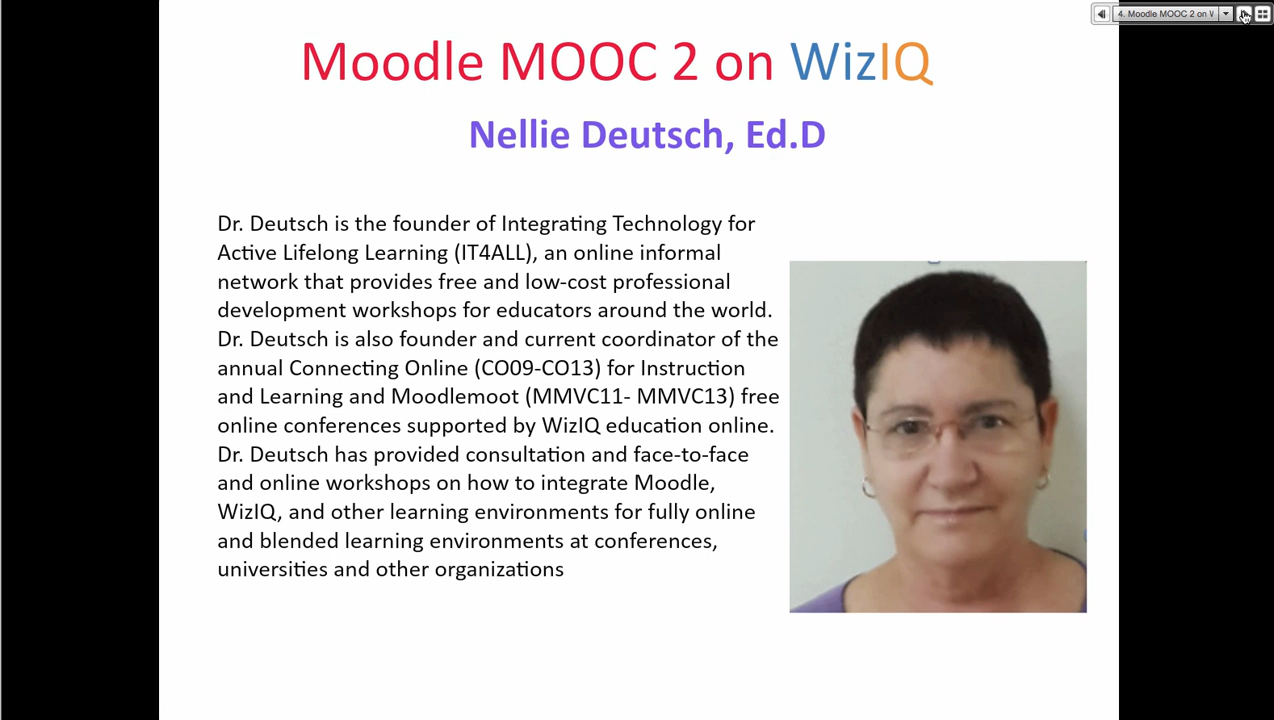 4. Moodle MOOC 2 on W
Moodle MOOC 2 on WizIQ
Nellie Deutsch, Ed.D
Dr. Deutsch is the founder of Integrating Technology for
Active Lifelong Learning (IT4ALL), an online informal
network that provides free and low-cost professional
development workshops for educators around the world.
Dr. Deutsch is also founder and current coordinator of the
annual Connecting Online (CO09-CO13) for Instruction
and Learning and Moodlemoot (MMVC11- MMVC13) free
online conferences supported by WizIQ education online.
Dr. Deutsch has provided consultation and face-to-face
and online workshops on how to integrate Moodle,
WizIQ, and other learning environments for fully online
and blended learning environments at conferences,
universities and other organizations